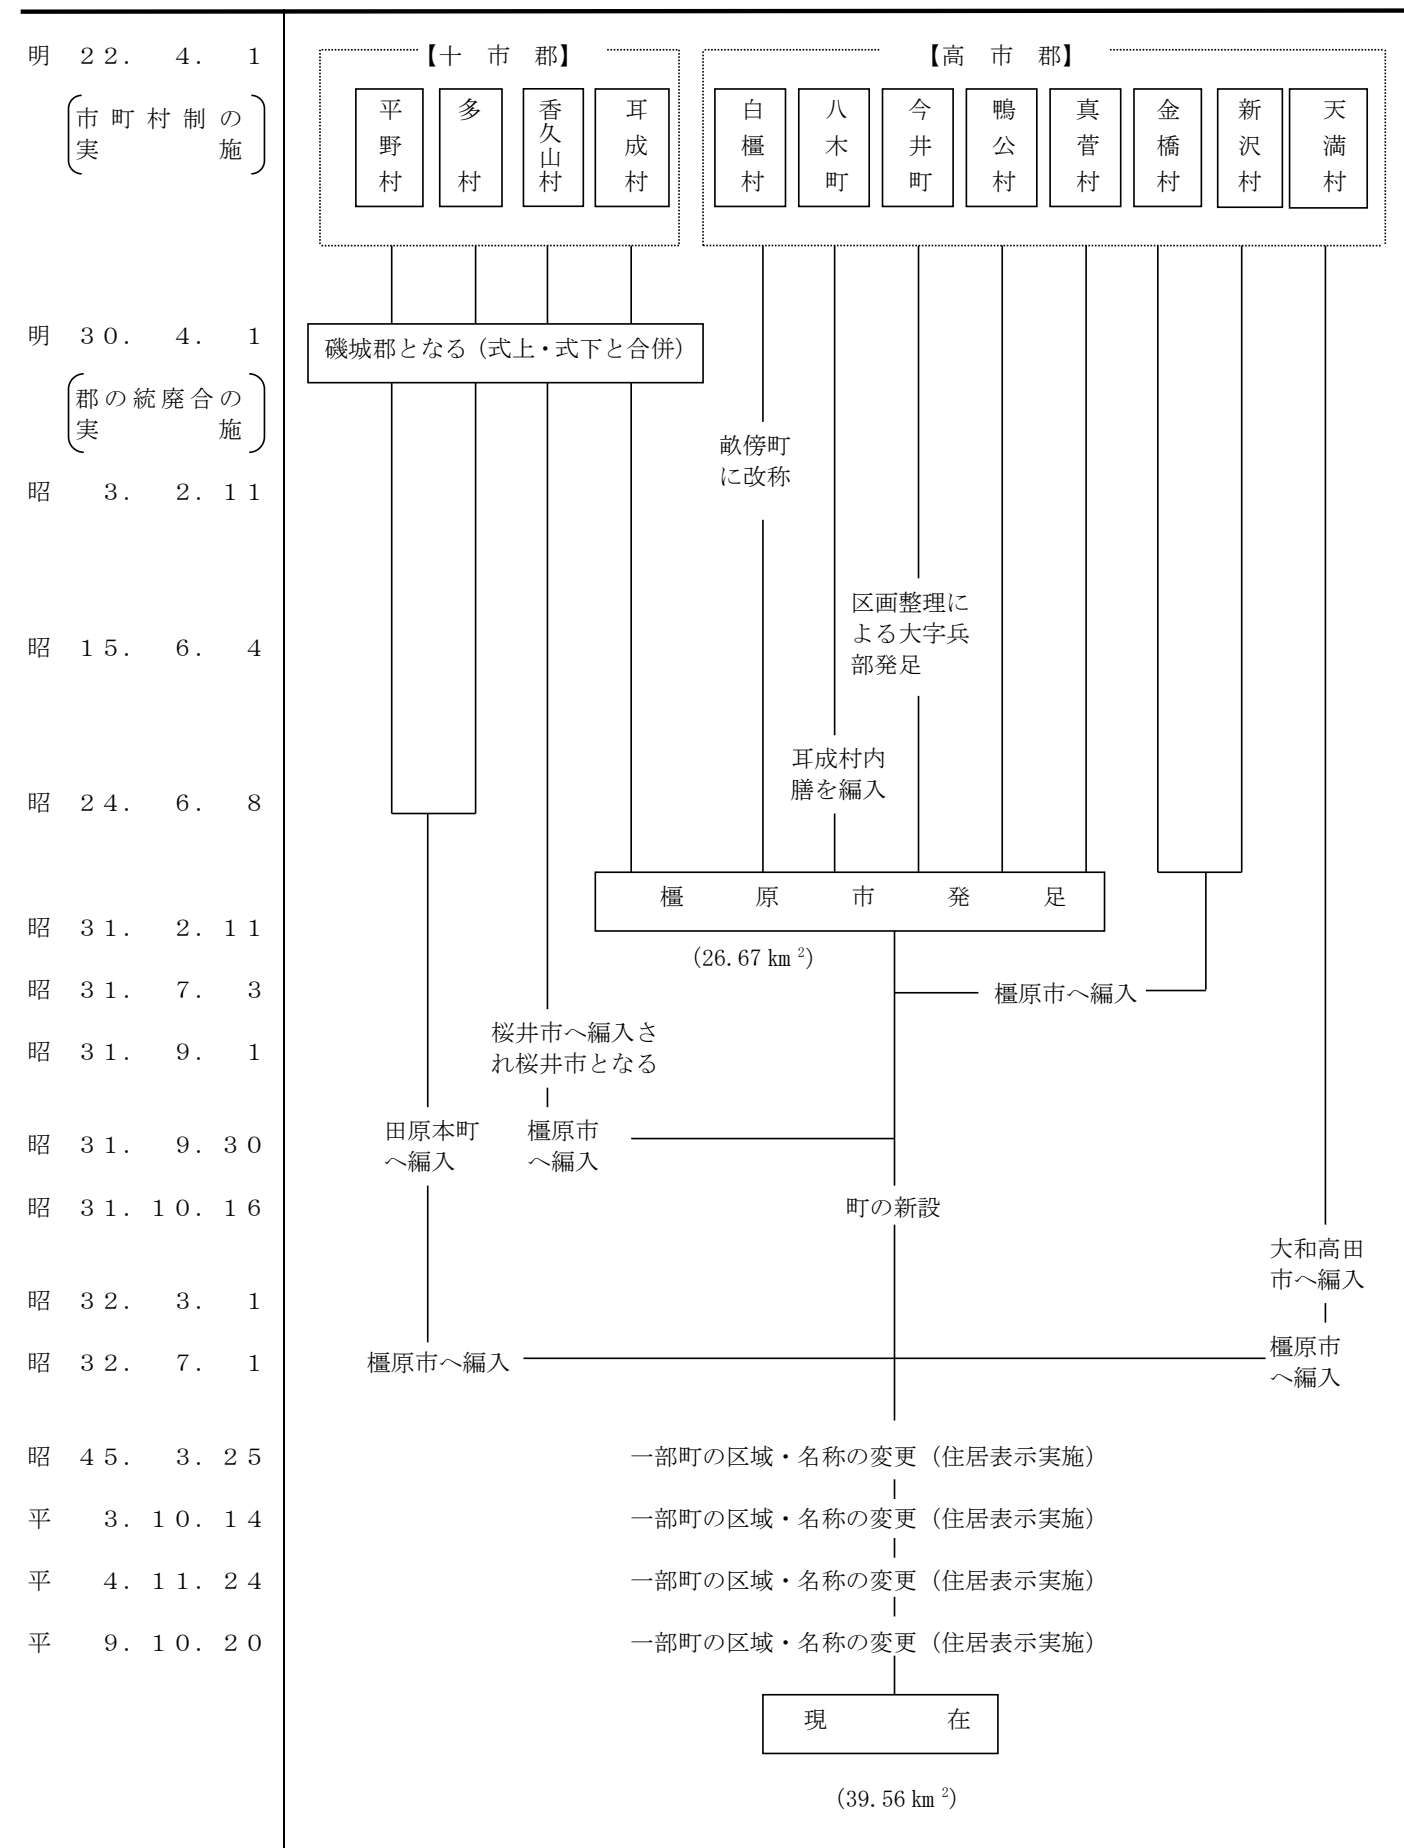 明 22. 4. 1
【十 市 郡】
【高 市 郡】
市町村制の
実 施
平野村
多 村
香久山村
耳成村
白橿村
八木町
今井町
鴨公村
真菅村
金橋村
新沢村
天満村
明 30. 4. 1
磯城郡となる（式上・式下と合併）
郡の統廃合の
実 施
畝傍町
に改称
昭 3. 2.11
区画整理に
よる大字兵
部発足
昭 15. 6. 4
耳成村内
膳を編入
昭 24. 6. 8
橿 原 市 発 足
昭 31. 2.11
(26.67㎞²)
昭 31. 7. 3
橿原市へ編入
桜井市へ編入さ
れ桜井市となる
昭 31. 9. 1
田原本町
へ編入
橿原市
へ編入
昭 31. 9.30
昭 31.10.16
町の新設
大和高田
市へ編入
昭 32. 3. 1
昭 32. 7. 1
橿原市へ編入
橿原市
へ編入
昭 45. 3.25
一部町の区域・名称の変更（住居表示実施）
平 3.10.14
一部町の区域・名称の変更（住居表示実施）
平 4.11.24
一部町の区域・名称の変更（住居表示実施）
平 9.10.20
一部町の区域・名称の変更（住居表示実施）
現 在
(39.56㎞²)